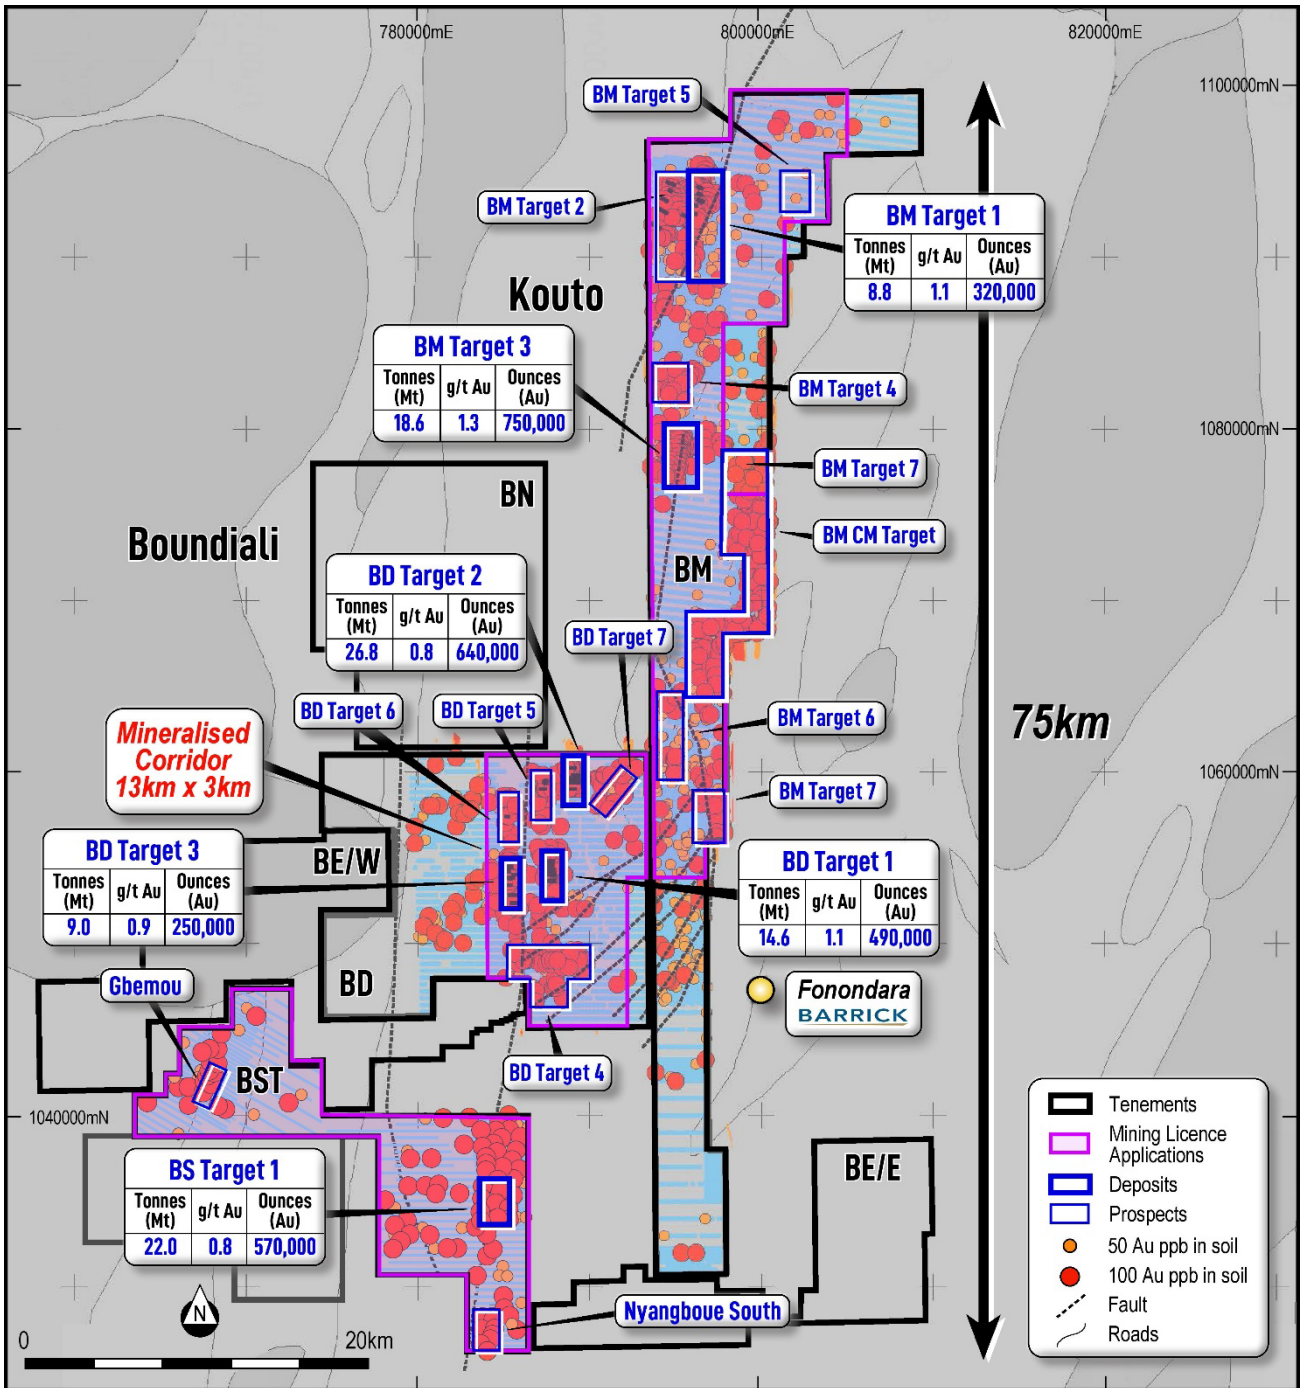 780000mE
800000mE
820000mE
1100000mN
BM Target 5
BM Target 2
BM Target 1
Tonnes (Mt) g/t Au Ounces (Au)
8.8 1.1 320,000
Kouto
BM Target 3
Tonnes (Mt) g/t Au Ounces (Au)
18.6 1.3 750,000
BM Target 4
1080000mN
BM Target 7
BN
BM CM Target
Boundiali
BM
BD Target 2
Tonnes (Mt) g/t Au Ounces (Au)
26.8 0.8 640,000
BD Target 7
BD Target 6
BD Target 5
BM Target 6
75km
Mineralised
Corridor
13km x 3km
1060000mN
BM Target 7
BD Target 3
Tonnes (Mt) g/t Au Ounces (Au)
9.0 0.9 250,000
BE/W
BD Target 1
Tonnes (Mt) g/t Au Ounces (Au)
14.6 1.1 490,000
Gbemou
BD
Fonondara
BARRICK
BST
BD Target 4
1040000mN
BS Target 1
Tonnes (Mt) g/t Au Ounces (Au)
22.0 0.8 570,000
BE/E
Nyangboue South
N
0 20km
Tenements
Mining Licence
Applications
Deposits
Prospects
50 Au ppb in soil
100 Au ppb in soil
Fault
Roads